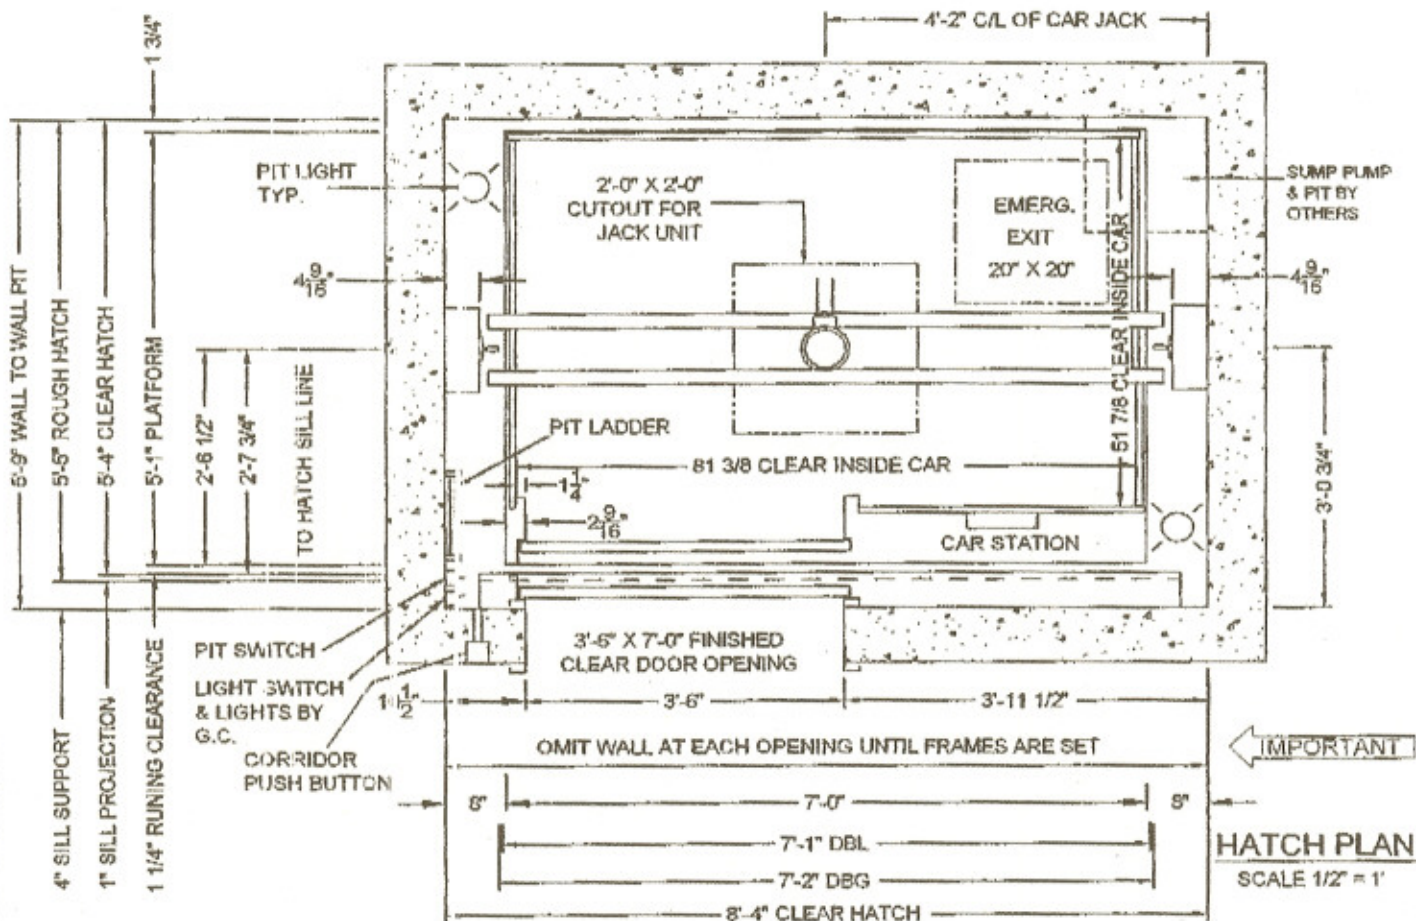 4'-2" C/L OF CAR JACK
1 3/4"
PIT LIGHT
TYP.
2'-0" X 2'-0"
CUTOUT FOR
JACK UNIT
EMERG.
EXIT
20" X 20"
SUMP PUMP
& PIT BY
OTHERS
4 9/16"
4 9/16"
5'-9" WALL TO WALL PIT
5'-5" ROUGH HATCH
5'-4" CLEAR HATCH
5'-1" PLATFORM
2'-6 1/2"
2'-7 3/4"
TO HATCH SILL LINE
51 7/8 CLEAR INSIDE CAR
3'-0 3/4"
PIT LADDER
81 3/8 CLEAR INSIDE CAR
1 1/4"
2 9/16"
CAR STATION
PIT SWITCH
LIGHT SWITCH
& LIGHTS BY
G.C.
CORRIDOR
PUSH BUTTON
3'-6" X 7'-0" FINISHED
CLEAR DOOR OPENING
3'-6"
3'-11 1/2"
OMIT WALL AT EACH OPENING UNTIL FRAMES ARE SET
IMPORTANT
4" SILL SUPPORT
1" SILL PROJECTION
1 1/4" RUNING CLEARANCE
8"
7'-0"
8"
7'-1" DBL
7'-2" DBG
8'-4" CLEAR HATCH
HATCH PLAN
SCALE 1/2" = 1'